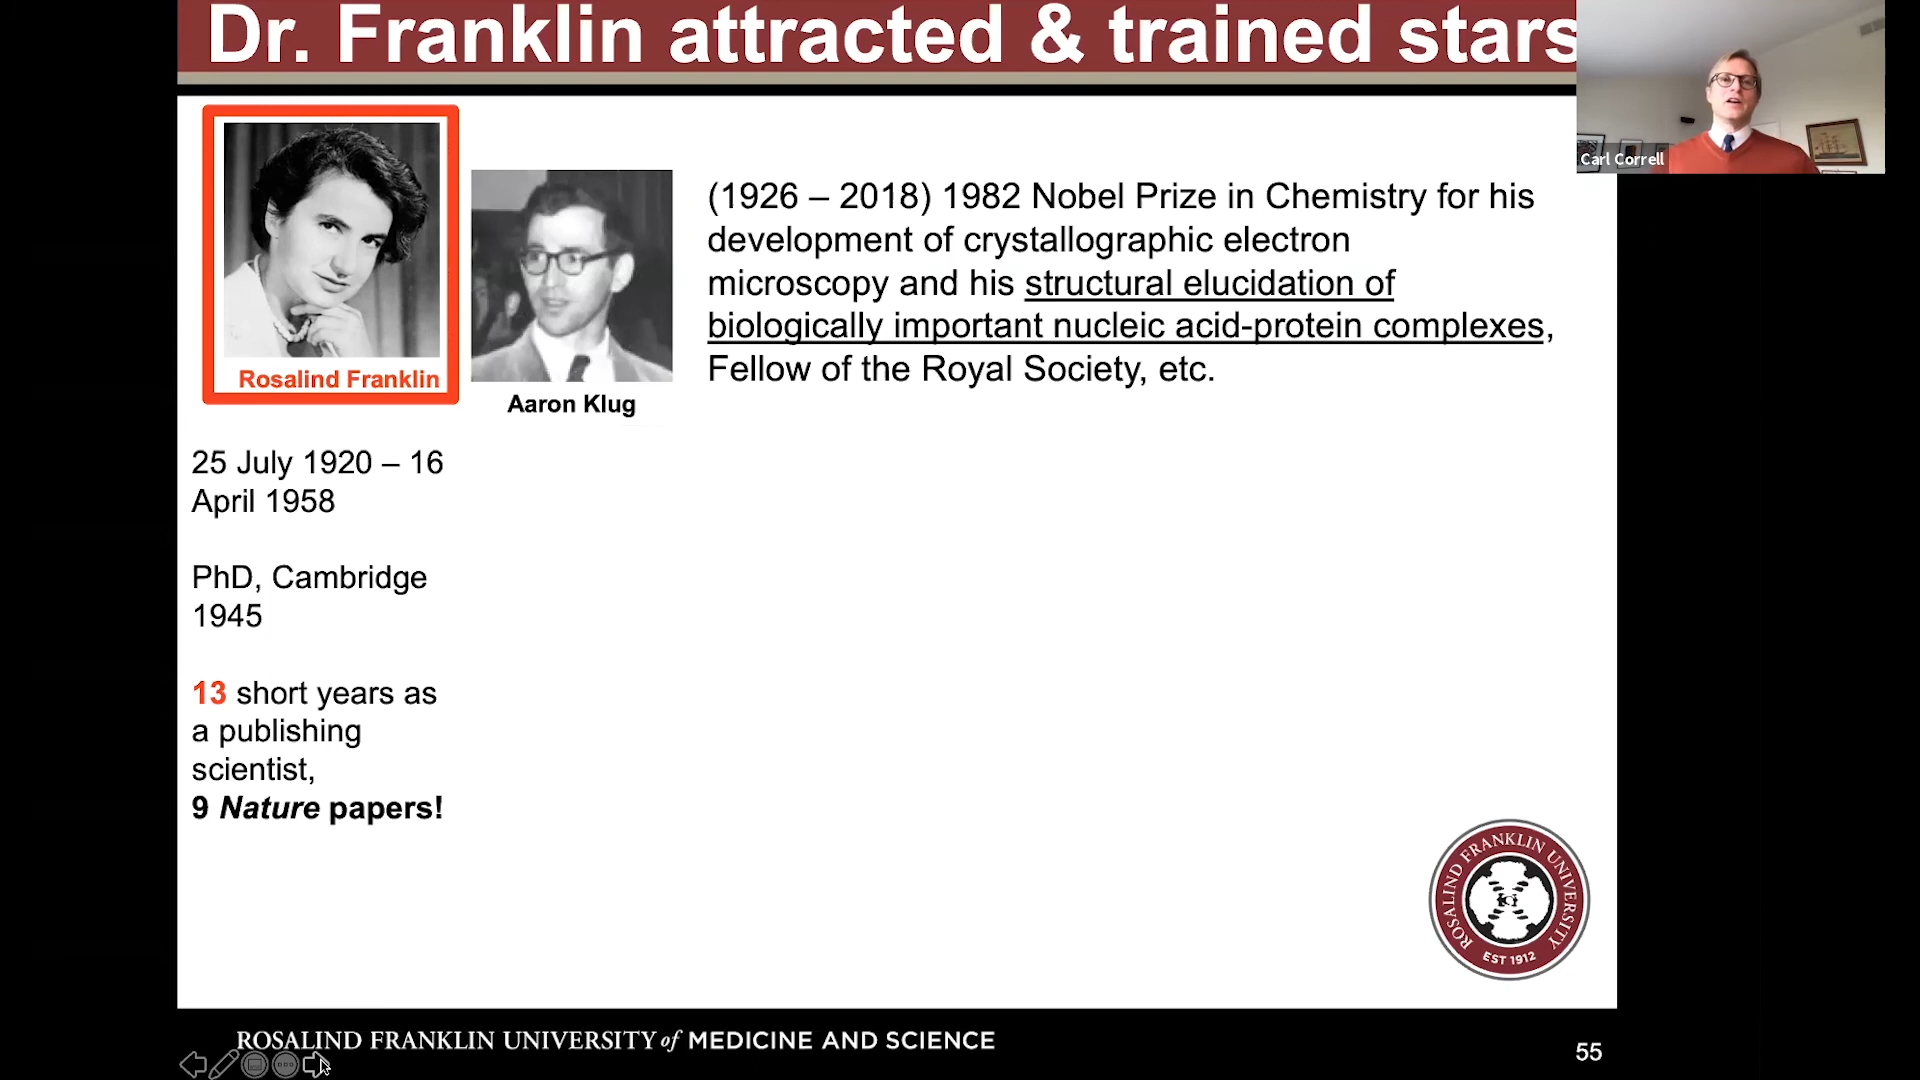 Dr. Franklin attracted & trained stars
Carl Correll
Rosalind Franklin
Aaron Klug
(1926 – 2018) 1982 Nobel Prize in Chemistry for his
development of crystallographic electron
microscopy and his structural elucidation of
biologically important nucleic acid-protein complexes,
Fellow of the Royal Society, etc.
25 July 1920 – 16
April 1958
PhD, Cambridge
1945
13 short years as
a publishing
scientist,
9 Nature papers!
ROSALIND FRANKLIN UNIVERSITY
EST 1912
ROSALIND FRANKLIN UNIVERSITY of MEDICINE AND SCIENCE
55